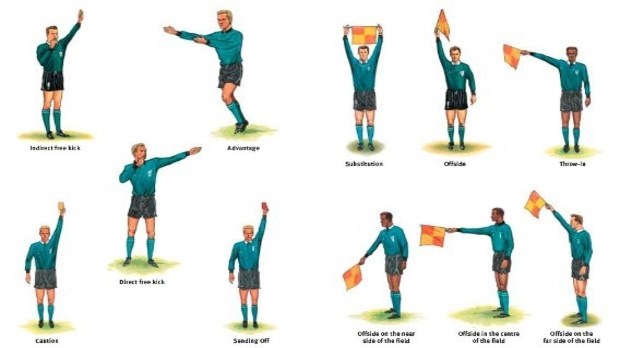 Indirect free kick
Advantage
Direct free kick
Caution
Sending Off
Substitution
Offside
Throw-in
Offside on the near
side of the field
Offside in the centre
of the field
Offside on the
far side of the field